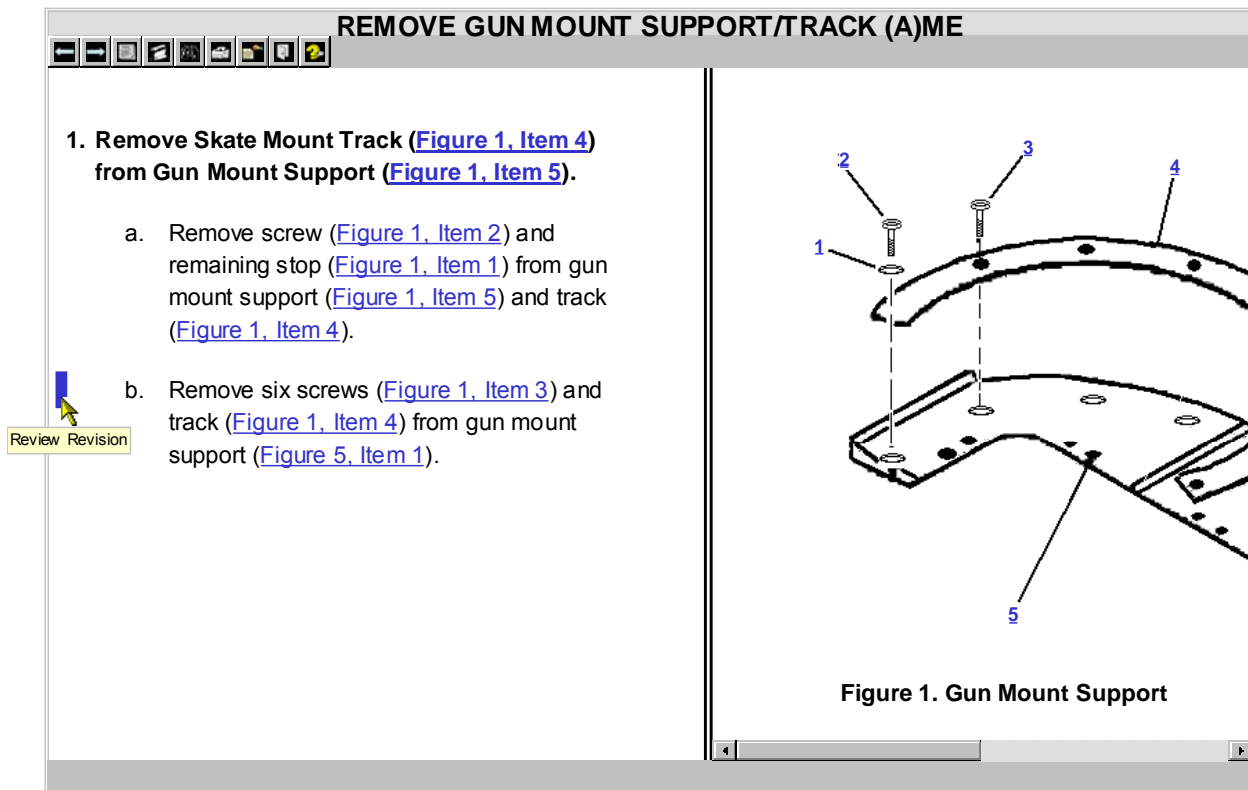 REMOVE GUN MOUNT SUPPORT/TRACK (A)ME
1. Remove Skate Mount Track (Figure 1, Item 4)
from Gun Mount Support (Figure 1, Item 5).
a. Remove screw (Figure 1, Item 2) and
remaining stop (Figure 1, Item 1) from gun
mount support (Figure 1, Item 5) and track
(Figure 1, Item 4).
b. Remove six screws (Figure 1, Item 3) and
track (Figure 1, Item 4) from gun mount
support (Figure 5, Item 1).
Review Revision
2
3
4
1
5
Figure 1. Gun Mount Support